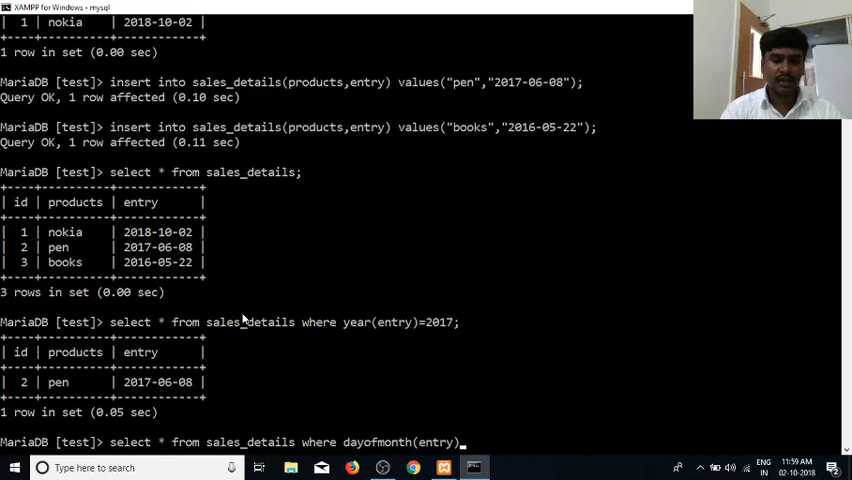 XAMPP for Windows - mysql
| 1 | nokia | 2018-10-02 |
+----+----------+------------+
1 row in set (0.00 sec)
MariaDB [test]> insert into sales_details(products,entry) values("pen","2017-06-08");
Query OK, 1 row affected (0.10 sec)
MariaDB [test]> insert into sales_details(products,entry) values("books","2016-05-22");
Query OK, 1 row affected (0.11 sec)
MariaDB [test]> select * from sales_details;
+----+----------+------------+
| id | products | entry |
+----+----------+------------+
| 1 | nokia | 2018-10-02 |
| 2 | pen | 2017-06-08 |
| 3 | books | 2016-05-22 |
+----+----------+------------+
3 rows in set (0.00 sec)
MariaDB [test]> select * from sales_details where year(entry)=2017;
+----+----------+------------+
| id | products | entry |
+----+----------+------------+
| 2 | pen | 2017-06-08 |
+----+----------+------------+
1 row in set (0.05 sec)
MariaDB [test]> select * from sales_details where dayofmonth(entry)_
Type here to search
ENG
IN
11:59 AM
02-10-2018
2